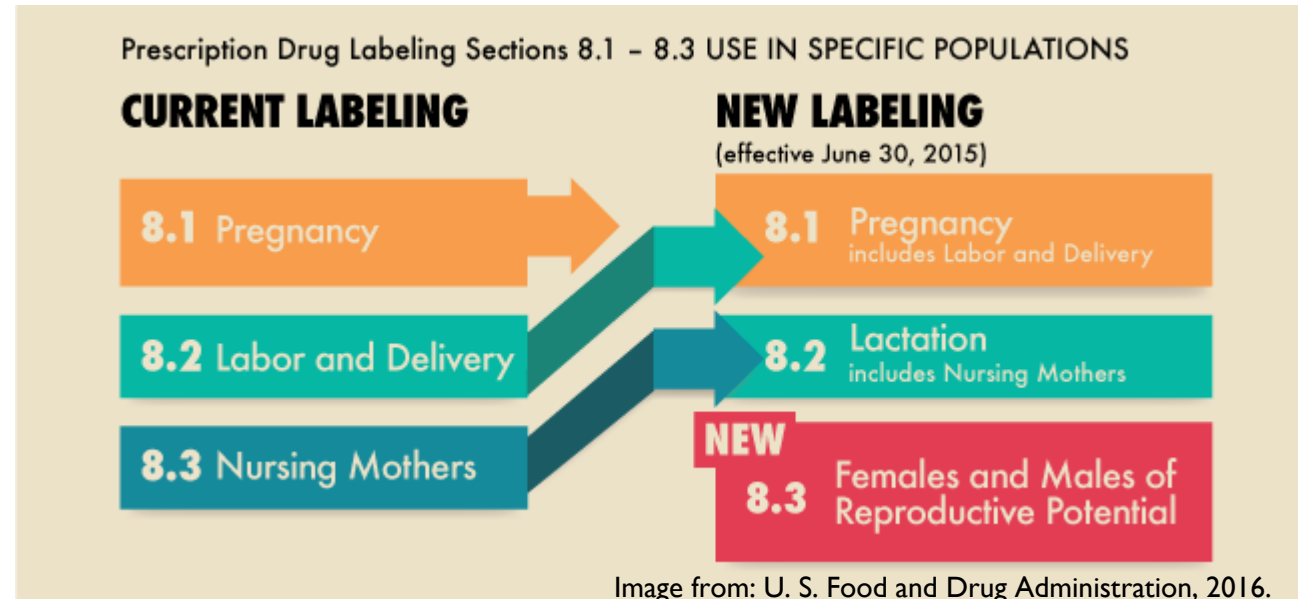 Prescription Drug Labeling Sections 8.1 – 8.3 USE IN SPECIFIC POPULATIONS
CURRENT LABELING
8.1 Pregnancy
8.2 Labor and Delivery
8.3 Nursing Mothers
NEW LABELING
(effective June 30, 2015)
8.1 Pregnancy
includes Labor and Delivery
8.2 Lactation
includes Nursing Mothers
NEW
8.3 Females and Males of
Reproductive Potential
Image from: U. S. Food and Drug Administration, 2016.